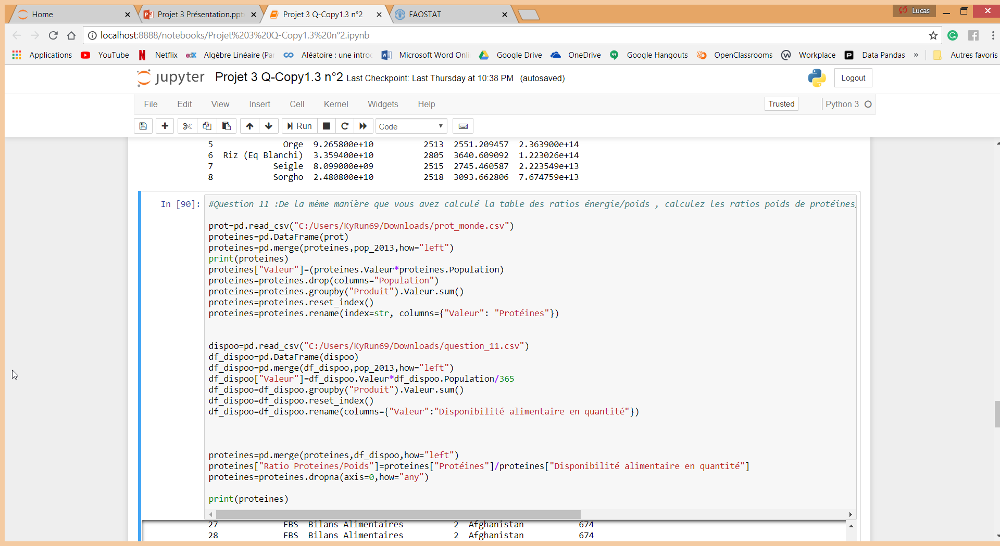 Home
Projet 3 Présentation.ppt
Projet 3 Q-Copy1.3 n°2
FAOSTAT
Lucas
localhost:8888/notebooks/Projet%203%20Q-Copy1.3%20n°2.ipynb
Applications YouTube Netflix edX Algèbre Linéaire (Par Aléatoire : une introd Microsoft Word Onli Google Drive OneDrive Google Hangouts OpenClassrooms Workplace Data Pandas » Autres favoris
jupyter Projet 3 Q-Copy1.3 n°2 Last Checkpoint: Last Thursday at 10:38 PM (autosaved) Logout
File Edit View Insert Cell Kernel Widgets Help Trusted Python 3
Run Code
5 Orge 9.265800e+10 2513 2551.209457 2.363900e+14
6 Riz (Eq Blanchi) 3.359400e+10 2805 3640.609092 1.223026e+14
7 Seigle 8.099000e+09 2515 2745.460587 2.223549e+13
8 Sorgho 2.480800e+10 2518 3093.662806 7.674759e+13
In [90]: #Question 11 :De la même manière que vous avez calculé la table des ratios énergie/poids , calculez les ratios poids de protéines/
prot=pd.read_csv("C:/Users/KyRun69/Downloads/prot_monde.csv")
proteines=pd.DataFrame(prot)
proteines=pd.merge(proteines,pop_2013,how="left")
print(proteines)
proteines["Valeur"]=(proteines.Valeur*proteines.Population)
proteines=proteines.drop(columns="Population")
proteines=proteines.groupby("Produit").Valeur.sum()
proteines=proteines.reset_index()
proteines=proteines.rename(index=str, columns={"Valeur": "Protéines"})
dispoo=pd.read_csv("C:/Users/KyRun69/Downloads/question_11.csv")
df_dispoo=pd.DataFrame(dispoo)
df_dispoo=pd.merge(df_dispoo,pop_2013,how="left")
df_dispoo["Valeur"]=df_dispoo.Valeur*df_dispoo.Population/365
df_dispoo=df_dispoo.groupby("Produit").Valeur.sum()
df_dispoo=df_dispoo.reset_index()
df_dispoo=df_dispoo.rename(columns={"Valeur":"Disponibilité alimentaire en quantité"})
proteines=pd.merge(proteines,df_dispoo,how="left")
proteines["Ratio Proteines/Poids"]=proteines["Protéines"]/proteines["Disponibilité alimentaire en quantité"]
proteines=proteines.dropna(axis=0,how="any")
print(proteines)
27 FBS Bilans Alimentaires 2 Afghanistan 674
28 FBS Bilans Alimentaires 2 Afghanistan 674